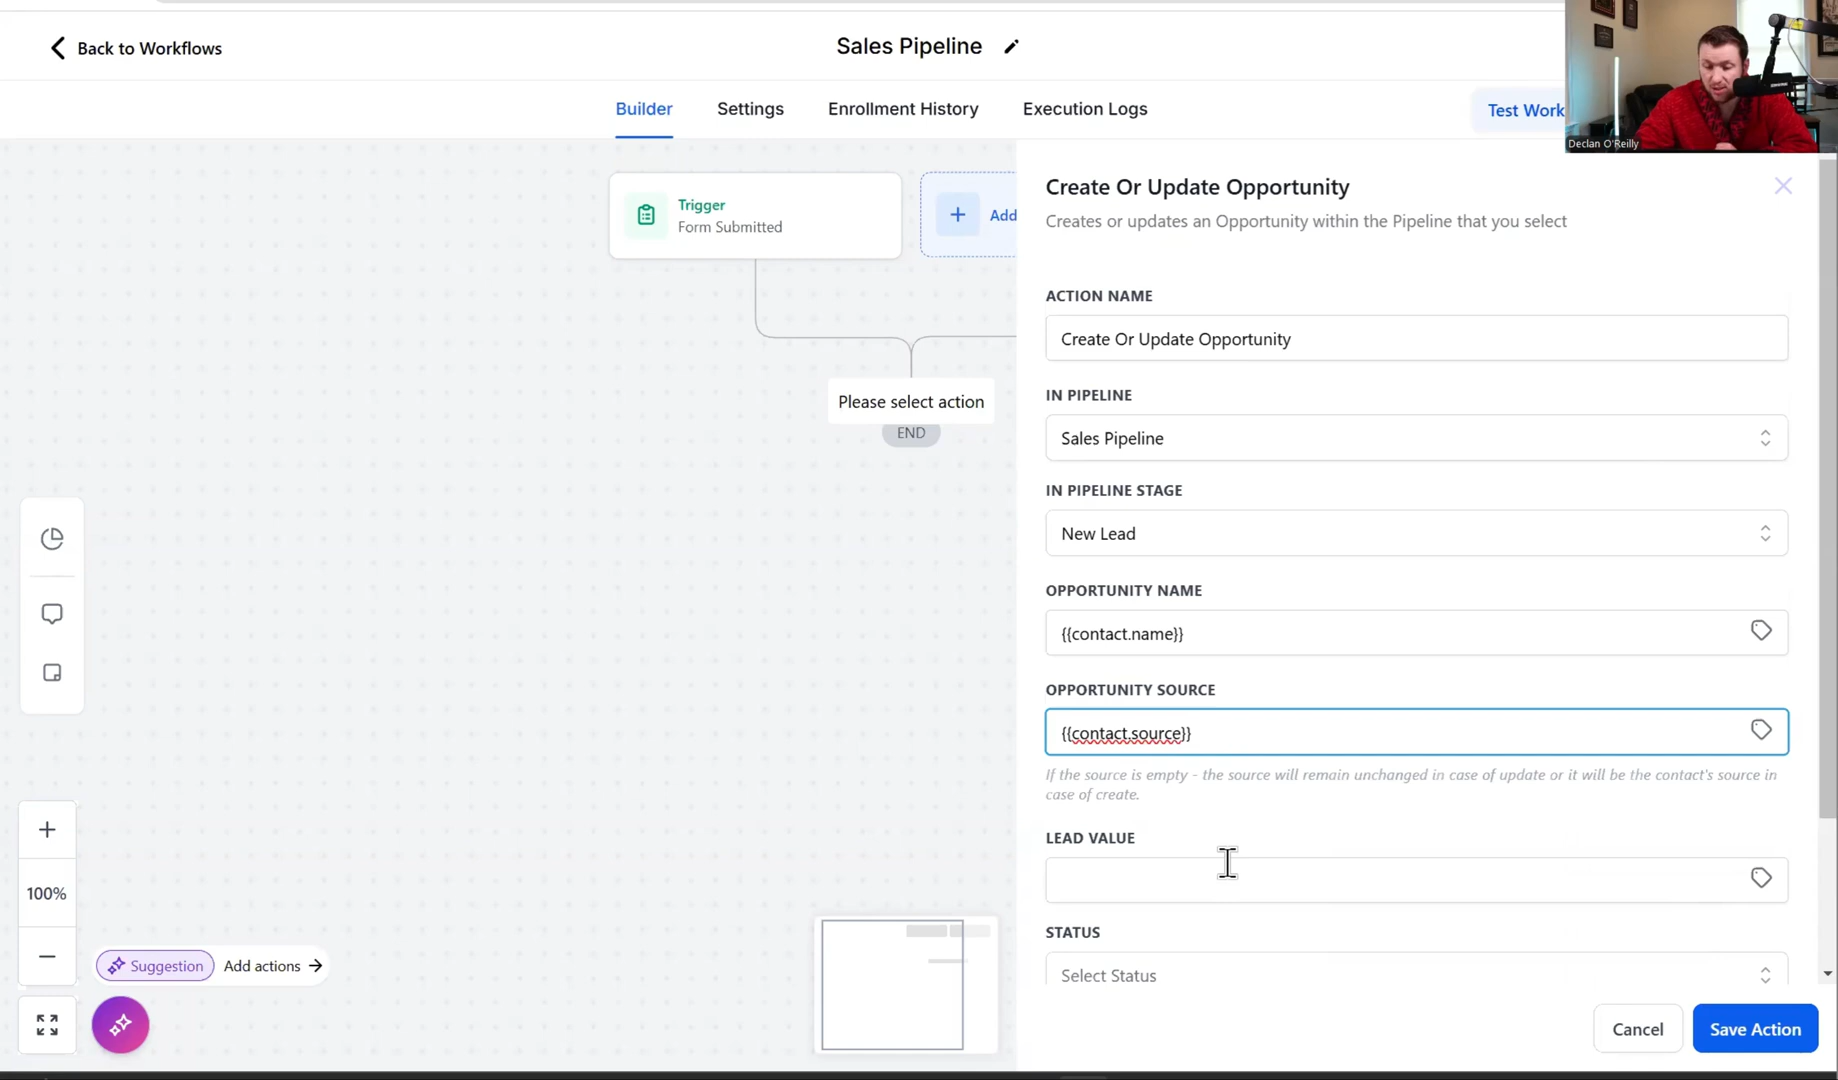 Back to Workflows
Sales Pipeline
Builder
Settings
Enrollment History
Execution Logs
Test Work
Declan O'Reilly
Trigger
Form Submitted
Add
Please select action
END
100%
Suggestion
Add actions
Create Or Update Opportunity
Creates or updates an Opportunity within the Pipeline that you select
ACTION NAME
Create Or Update Opportunity
IN PIPELINE
Sales Pipeline
IN PIPELINE STAGE
New Lead
OPPORTUNITY NAME
{{contact.name}}
OPPORTUNITY SOURCE
{{contact.source}}
If the source is empty - the source will remain unchanged in case of update or it will be the contact's source in
case of create.
LEAD VALUE
STATUS
Select Status
Cancel
Save Action